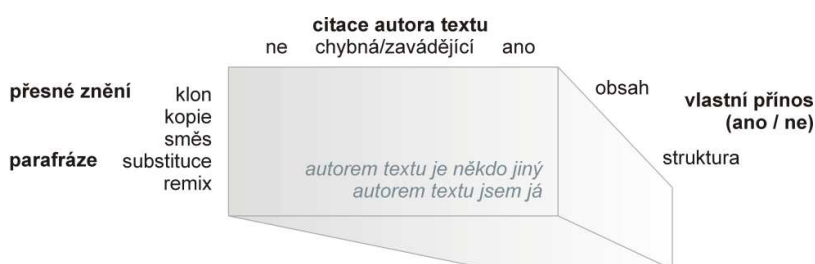 citace autora textu
ne chybná/zavádějící ano
přesné znění
klon
kopie
směs
parafráze
substituce
remix
obsah
vlastní přínos
(ano / ne)
struktura
autorem textu je někdo jiný
autorem textu jsem já